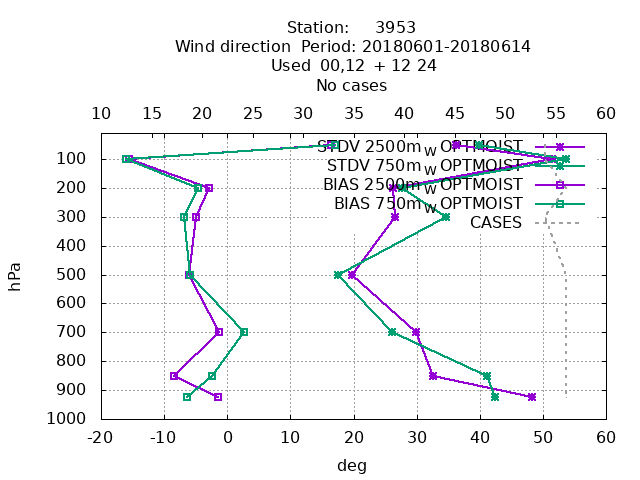 Station: 3953
Wind direction Period: 20180601-20180614
Used 00,12 + 12 24
No cases
10 15 20 25 30 35 40 45 50 55 60
STDV 2500m_W OPTMOIST
STDV 750m_W OPTMOIST
BIAS 2500m_W OPTMOIST
BIAS 750m_W OPTMOIST
CASES
hPa
100
200
300
400
500
600
700
800
900
1000
-20 -10 0 10 20 30 40 50 60
deg